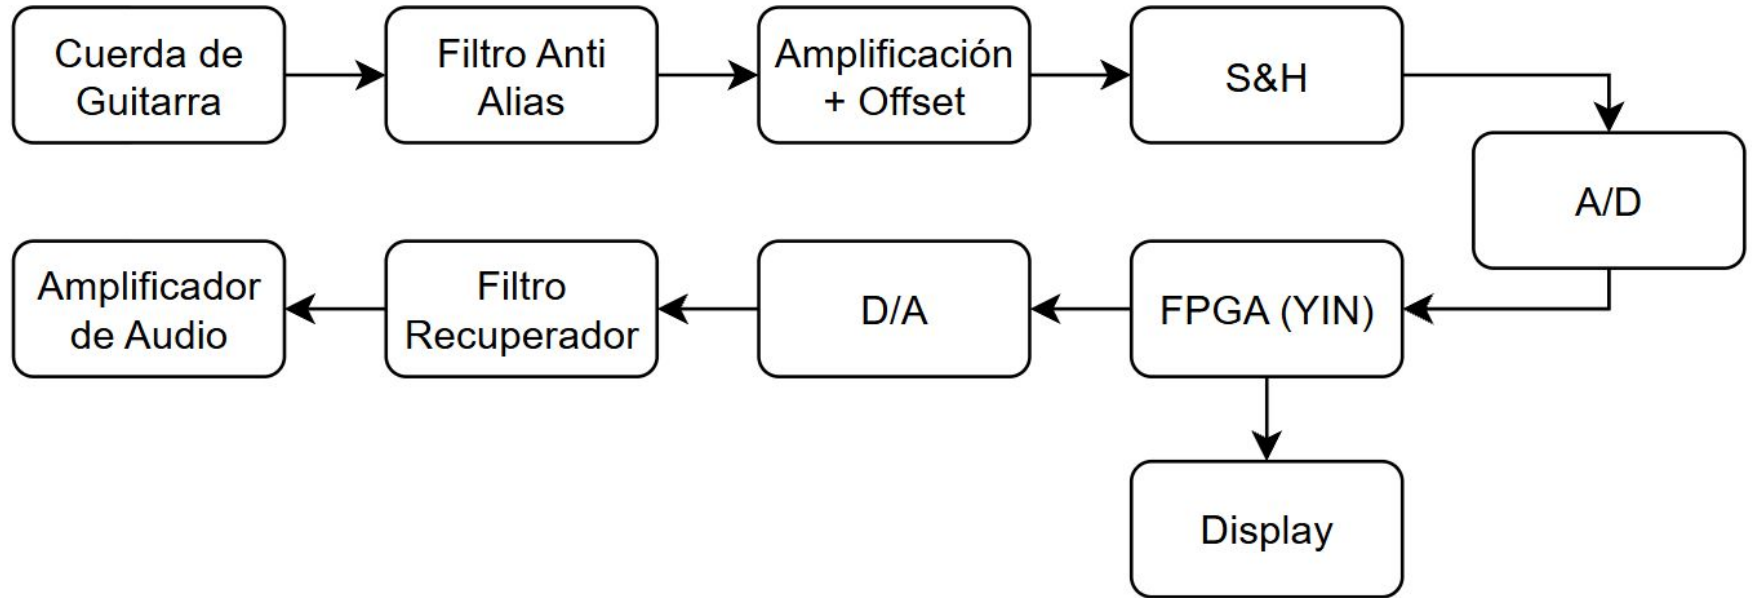 Cuerda de
Guitarra
Filtro Anti
Alias
Amplificación
+ Offset
S&H
A/D
FPGA (YIN)
D/A
Filtro
Recuperador
Amplificador
de Audio
Display